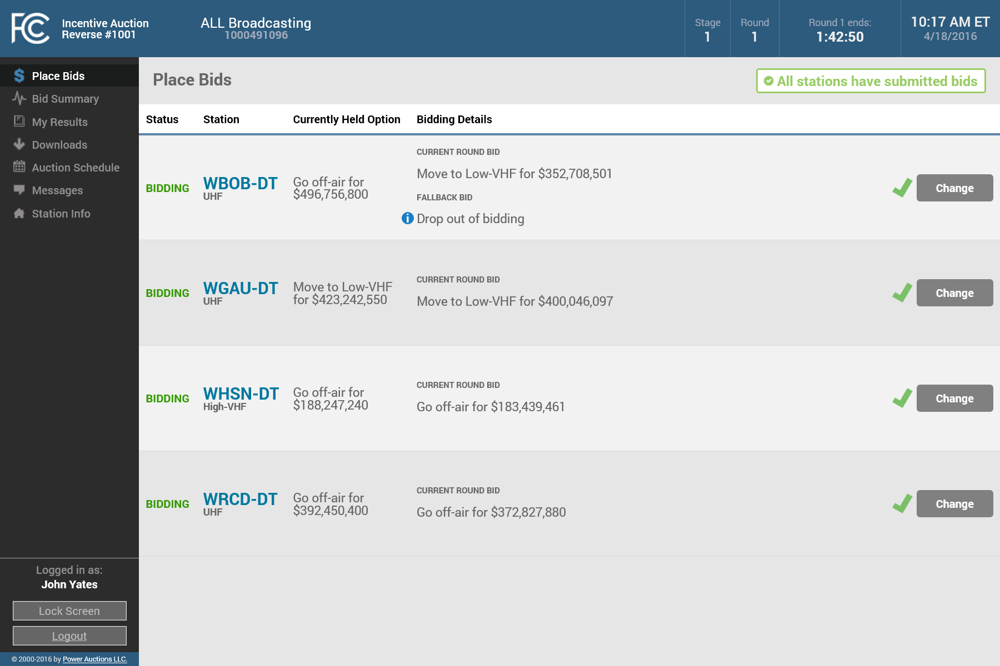 FCC
Incentive Auction
Reverse #1001
ALL Broadcasting
1000491096
Stage
1
Round
1
Round 1 ends:
1:42:50
10:17 AM ET
4/18/2016
Place Bids
Bid Summary
My Results
Downloads
Auction Schedule
Messages
Station Info
Place Bids
All stations have submitted bids
Status Station Currently Held Option Bidding Details
BIDDING
WBOB-DT
UHF
Go off-air for
$496,756,800
CURRENT ROUND BID
Move to Low-VHF for $352,708,501
FALLBACK BID
Drop out of bidding
Change
BIDDING
WGAU-DT
UHF
Move to Low-VHF
for $423,242,550
CURRENT ROUND BID
Move to Low-VHF for $400,046,097
Change
BIDDING
WHSN-DT
High-VHF
Go off-air for
$188,247,240
CURRENT ROUND BID
Go off-air for $183,439,461
Change
BIDDING
WRCD-DT
UHF
Go off-air for
$392,450,400
CURRENT ROUND BID
Go off-air for $372,827,880
Change
Logged in as:
John Yates
Lock Screen
Logout
© 2000-2016 by Power Auctions LLC.